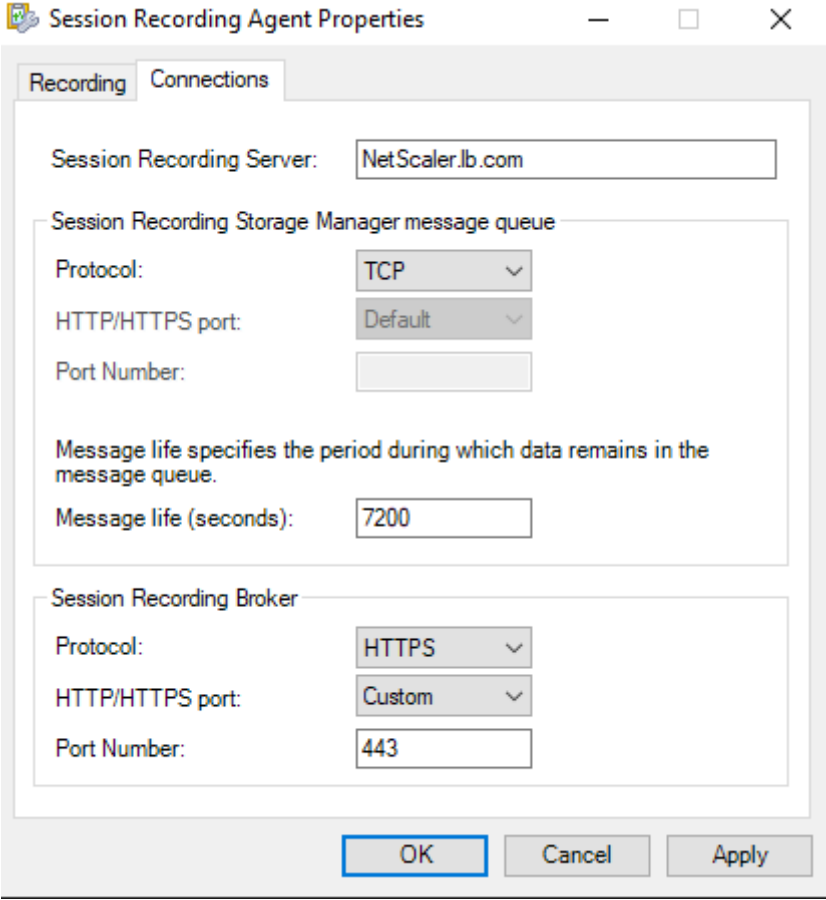 Session Recording Agent Properties
Recording
Connections
Session Recording Server:
NetScaler.lb.com
Session Recording Storage Manager message queue
Protocol:
TCP
HTTP/HTTPS port:
Default
Port Number:
Message life specifies the period during which data remains in the
message queue.
Message life (seconds):
7200
Session Recording Broker
Protocol:
HTTPS
HTTP/HTTPS port:
Custom
Port Number:
443
OK
Cancel
Apply